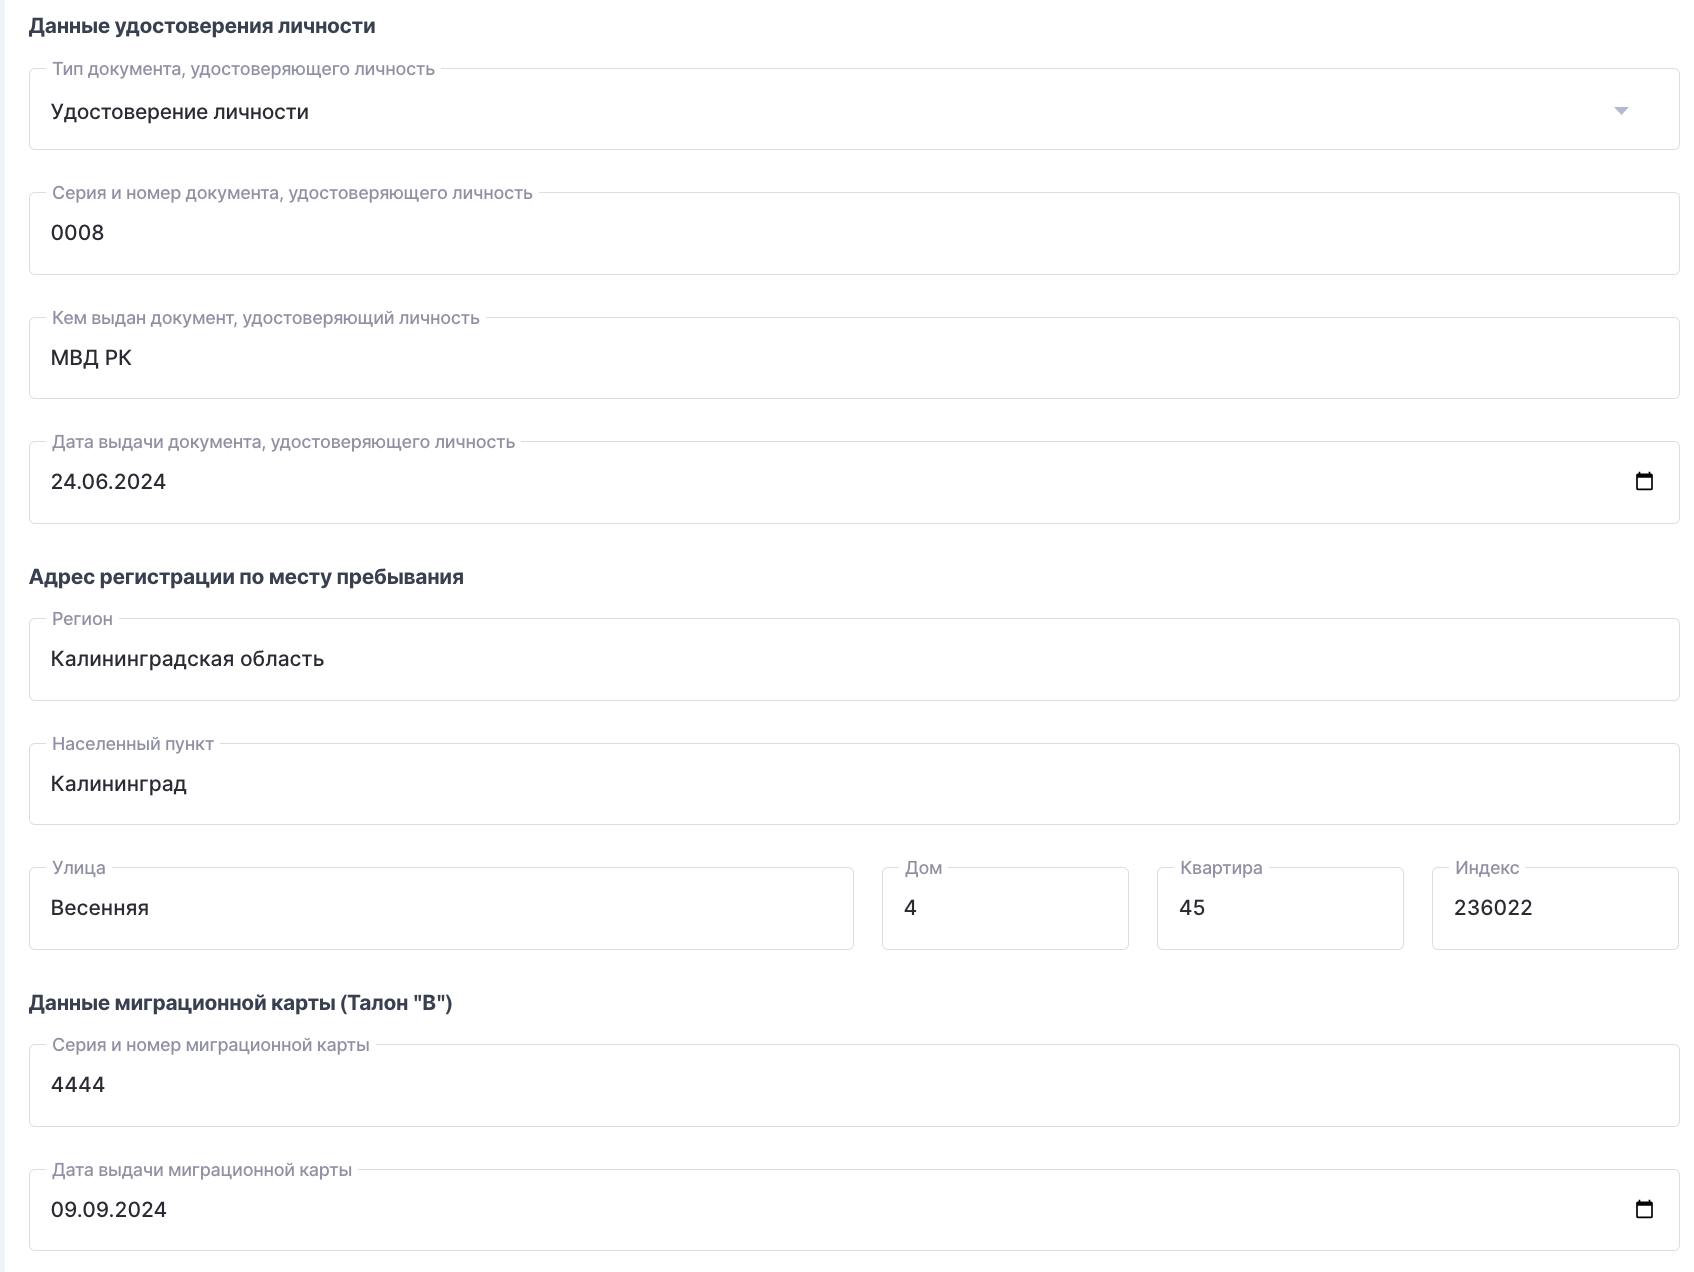 Данные удостоверения личности
Тип документа, удостоверяющего личность
Удостоверение личности
Серия и номер документа, удостоверяющего личность
0008
Кем выдан документ, удостоверяющий личность
МВД РК
Дата выдачи документа, удостоверяющего личность
24.06.2024
Адрес регистрации по месту пребывания
Регион
Калининградская область
Населенный пункт
Калининград
Улица Дом Квартира Индекс
Весенняя 4 45 236022
Данные миграционной карты (Талон "В")
Серия и номер миграционной карты
4444
Дата выдачи миграционной карты
09.09.2024